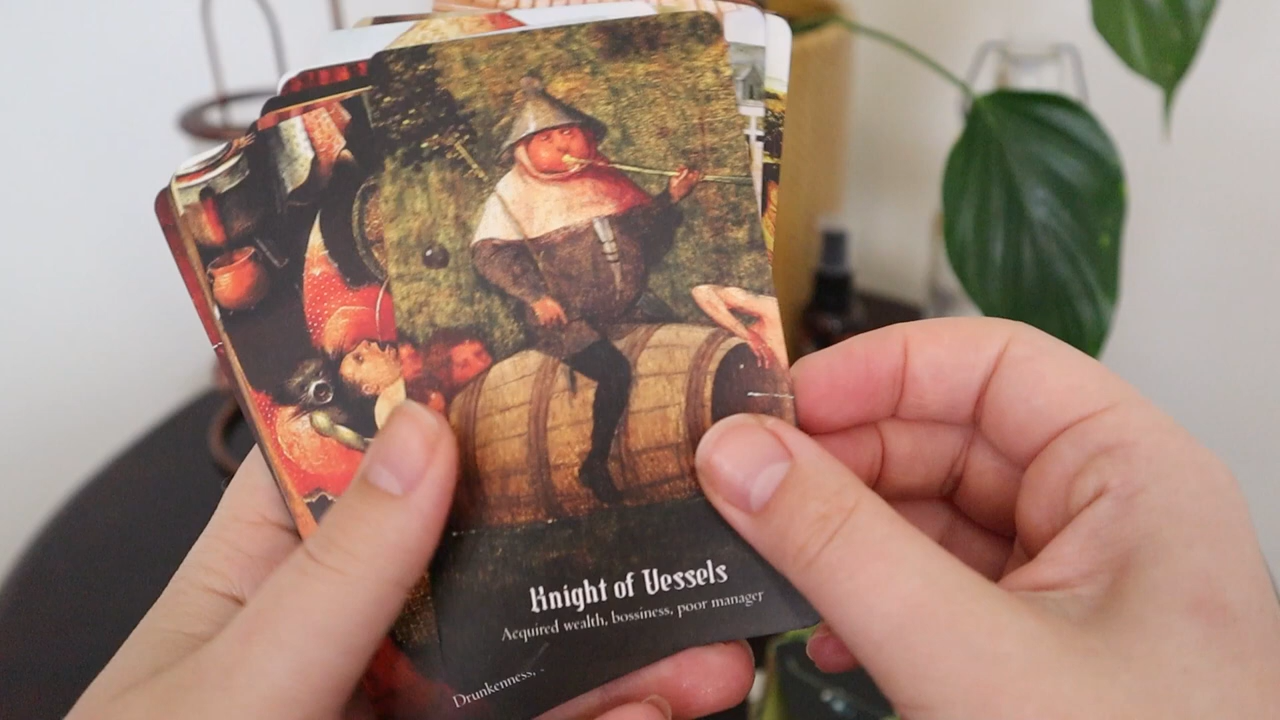 Knight of Vessels
Acquired wealth, bossiness, poor manager
Drunkenness,